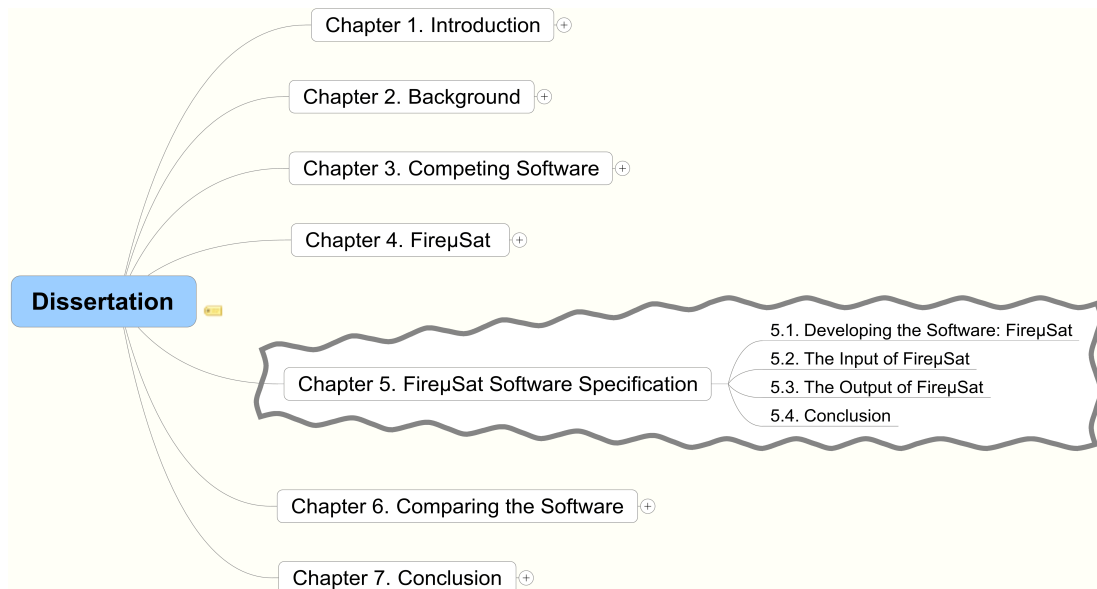 Chapter 1. Introduction
Chapter 2. Background
Chapter 3. Competing Software
Chapter 4. FireµSat
Dissertation
Chapter 5. FireµSat Software Specification
5.1. Developing the Software: FireµSat
5.2. The Input of FireµSat
5.3. The Output of FireµSat
5.4. Conclusion
Chapter 6. Comparing the Software
Chapter 7. Conclusion